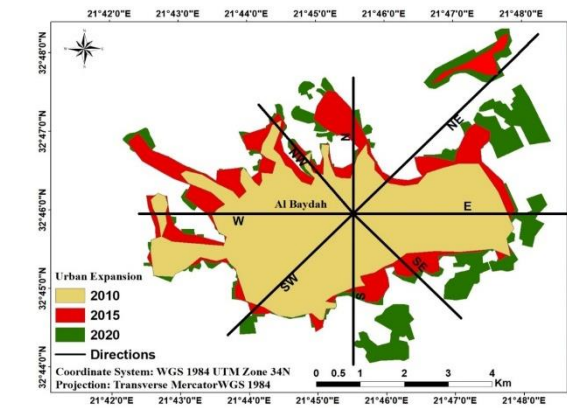 21°42'0"E 21°43'0"E 21°44'0"E 21°45'0"E 21°46'0"E 21°47'0"E 21°48'0"E
32°48'0"N
32°47'0"N
32°46'0"N
32°45'0"N
32°44'0"N
N
NE
NW
Al Baydah
W
E
SW
S
SE
Urban Expansion
2010
2015
2020
Directions
Coordinate System: WGS 1984 UTM Zone 34N
Projection: Transverse MercatorWGS 1984
0 0.5 1 2 3 4
Km
21°42'0"E 21°43'0"E 21°44'0"E 21°45'0"E 21°46'0"E 21°47'0"E 21°48'0"E